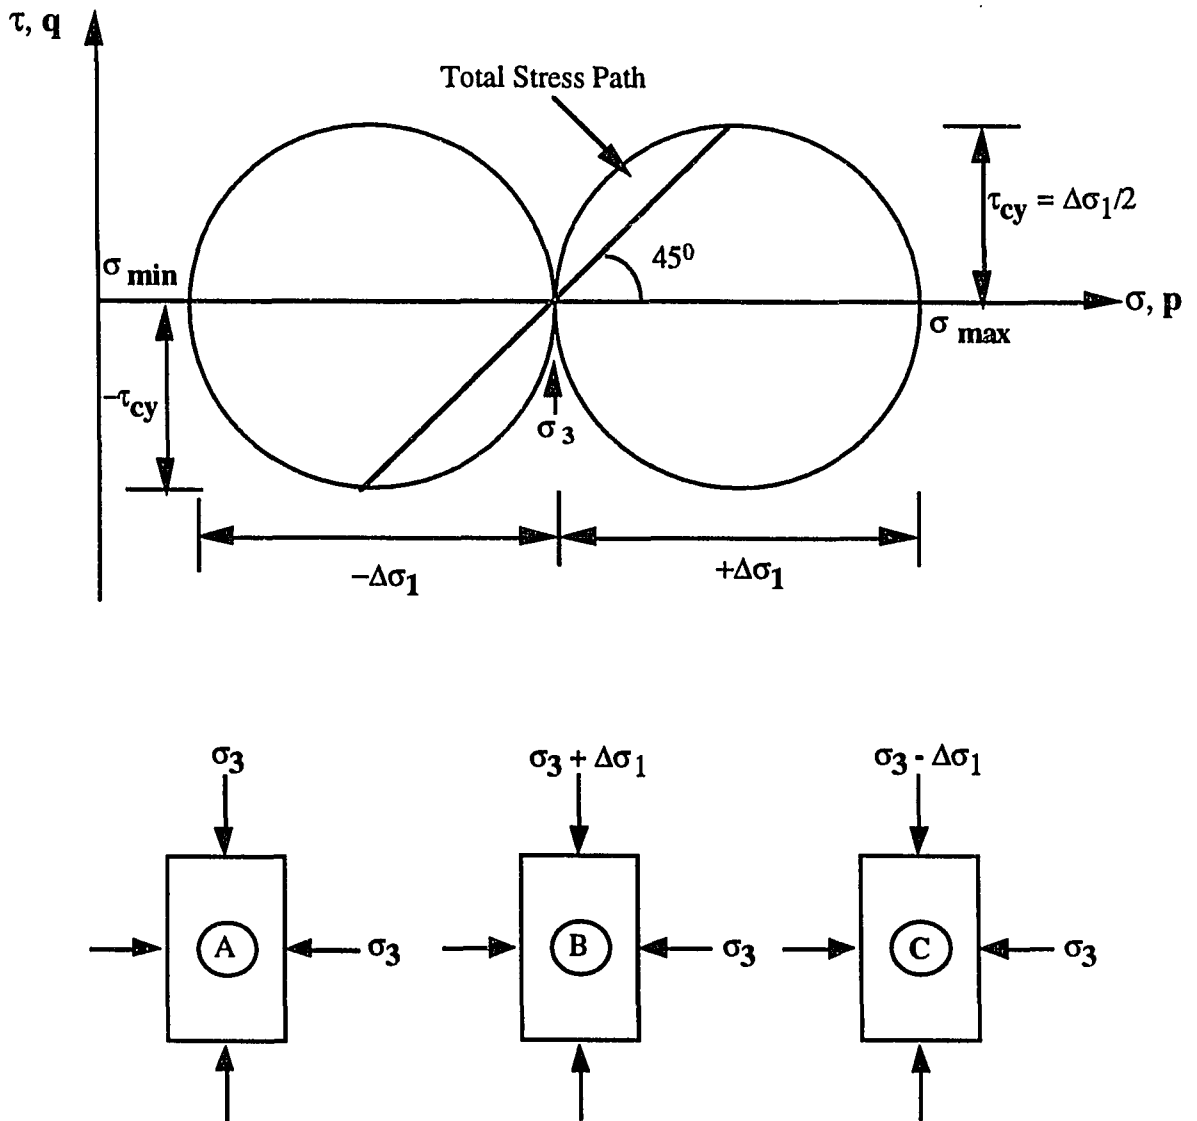 τ, q
Total Stress Path
τcy = Δσ1/2
45⁰
σ min
σ, p
σ max
−τcy
σ3
−Δσ1
+Δσ1
σ3
σ3 + Δσ1
σ3 - Δσ1
A
σ3
B
σ3
C
σ3